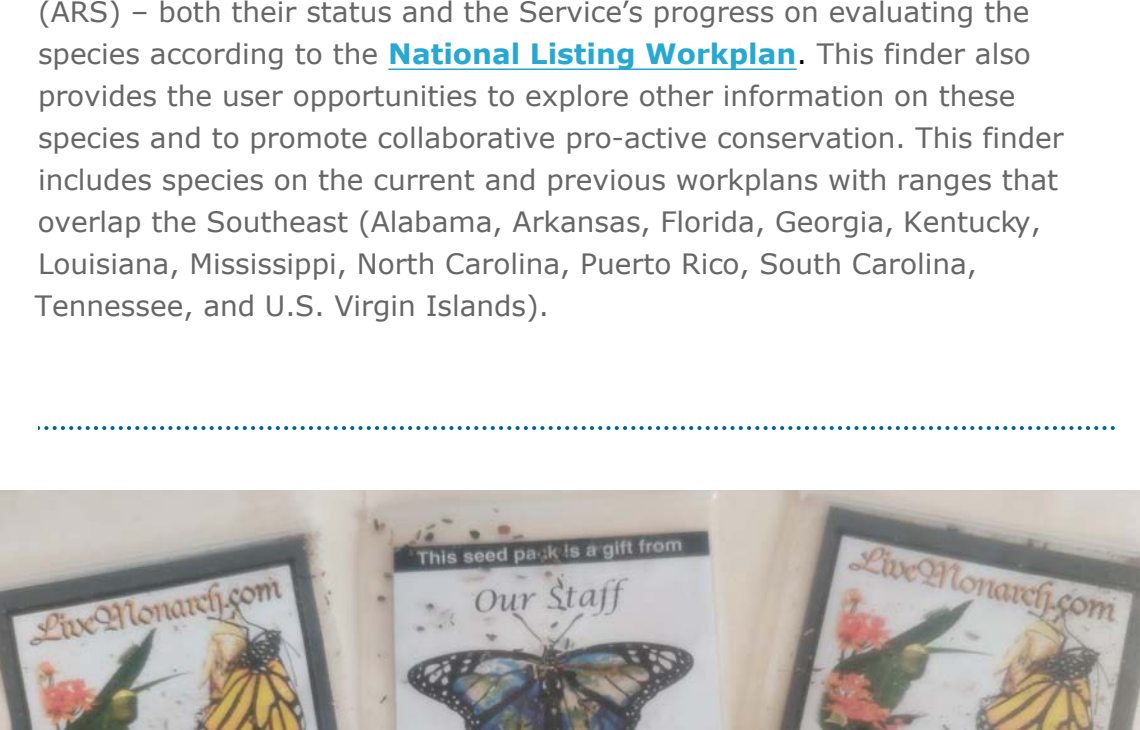 (ARS) – both their status and the Service’s progress on evaluating the
species according to the National Listing Workplan. This finder also
provides the user opportunities to explore other information on these
species and to promote collaborative pro-active conservation. This finder
includes species on the current and previous workplans with ranges that
overlap the Southeast (Alabama, Arkansas, Florida, Georgia, Kentucky,
Louisiana, Mississippi, North Carolina, Puerto Rico, South Carolina,
Tennessee, and U.S. Virgin Islands).
LiveMonarch.com
This seed pack is a gift from
Our Staff
LiveMonarch.com